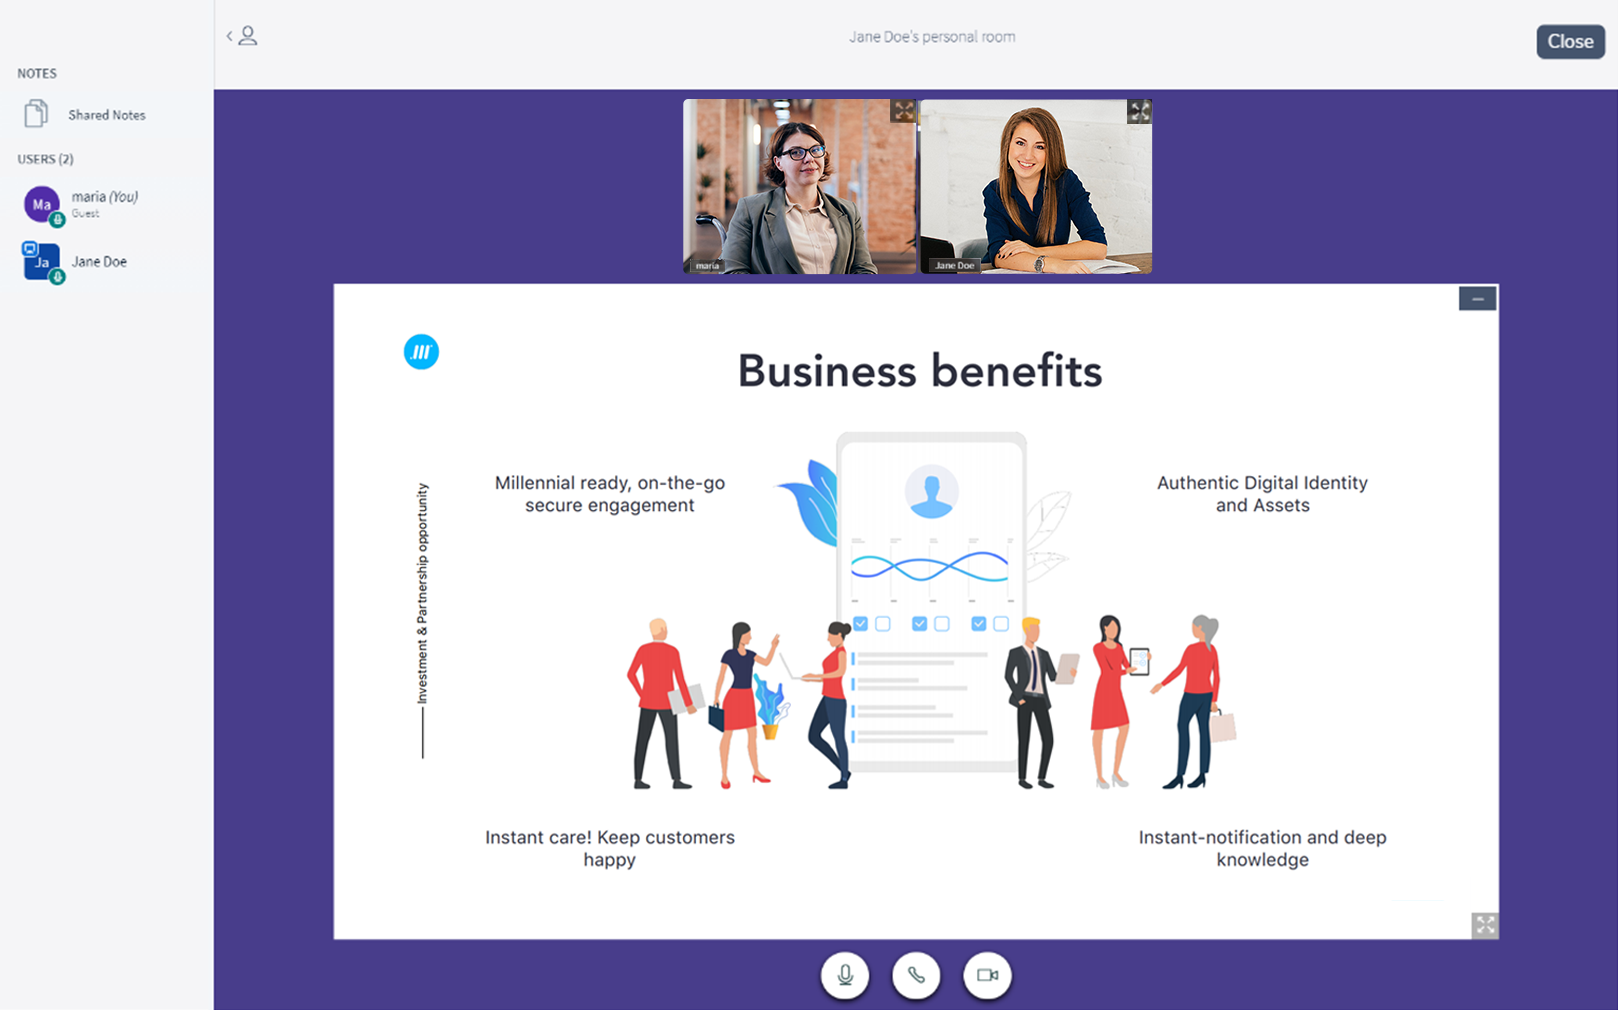 Jane Doe's personal room
Close
NOTES
Shared Notes
USERS (2)
Ma
maria (You)
Guest
Ja
Jane Doe
maria
Jane Doe
Business benefits
Millennial ready, on-the-go
secure engagement
Authentic Digital Identity
and Assets
Investment & Partnership opportunity
Instant care! Keep customers
happy
Instant-notification and deep
knowledge